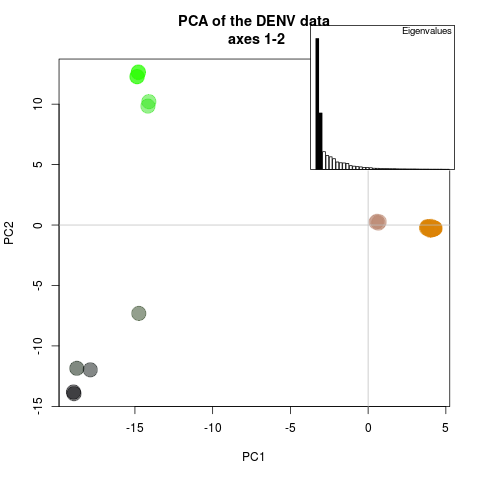 PCA of the DENV data
axes 1-2
Eigenvalues
10
5
0
-5
-10
-15
PC2
-15
-10
-5
0
5
PC1